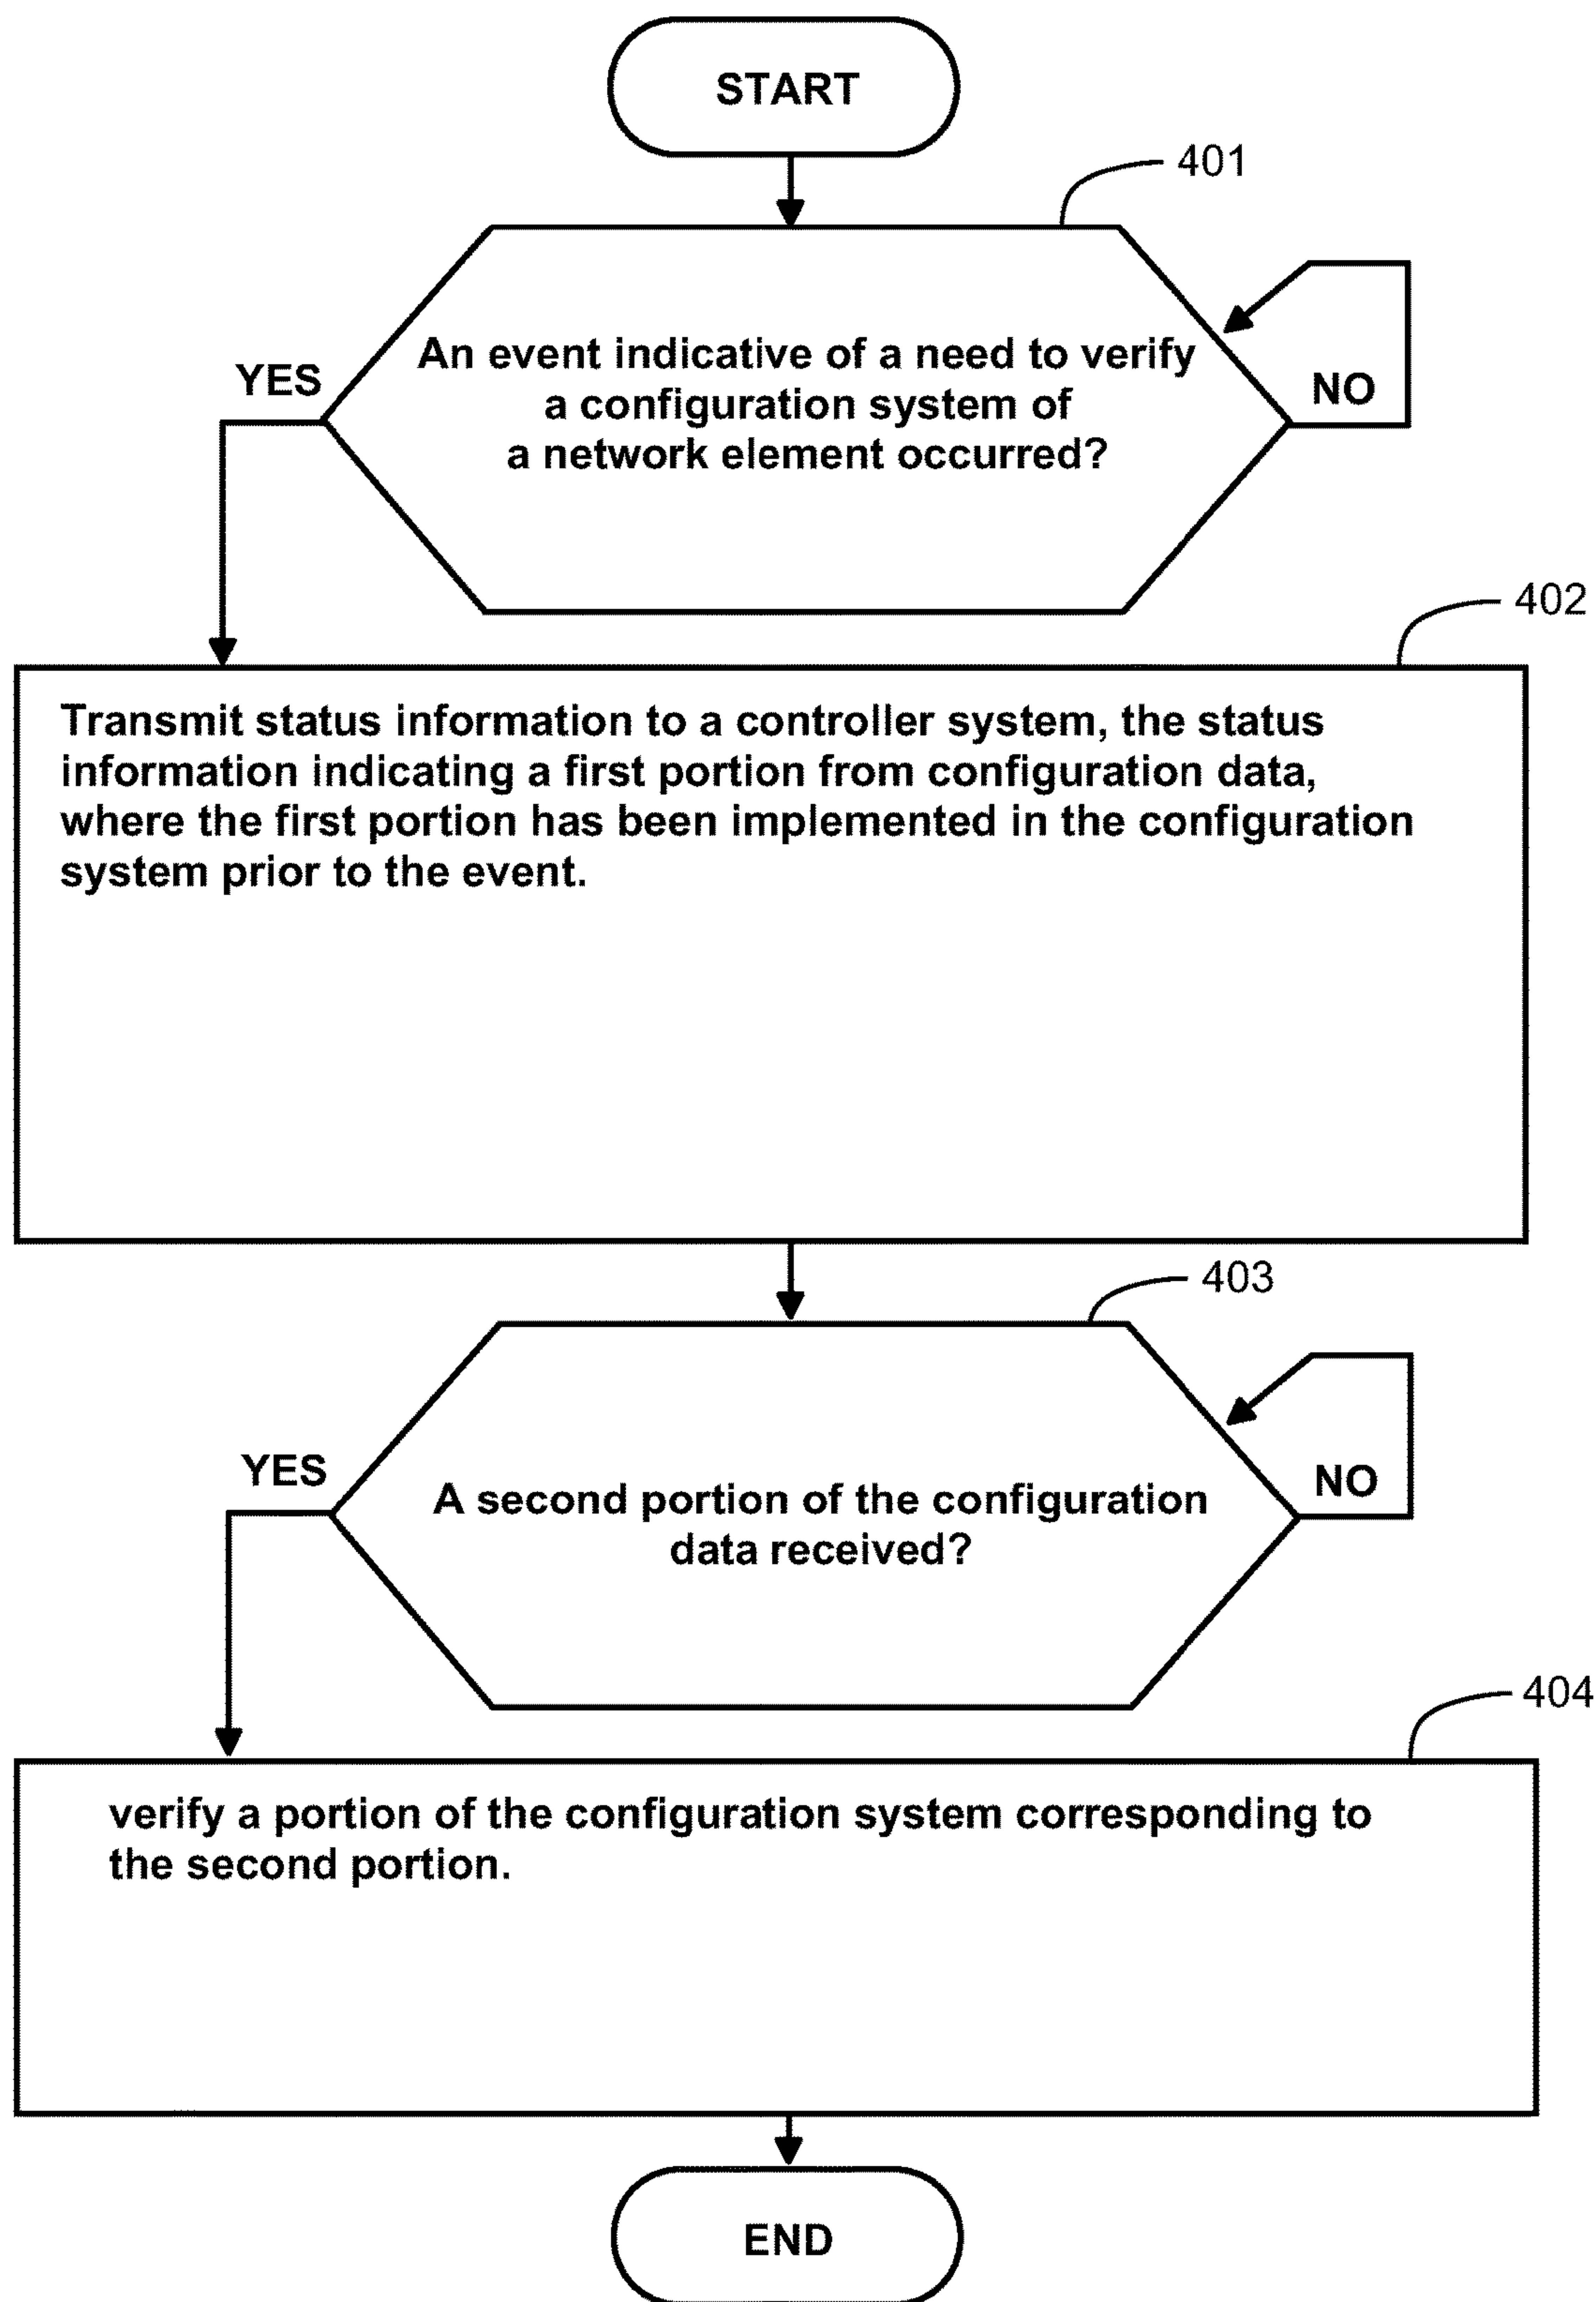 START
401
An event indicative of a need to verify
a configuration system of
a network element occurred?
YES
NO
402
Transmit status information to a controller system, the status
information indicating a first portion from configuration data,
where the first portion has been implemented in the configuration
system prior to the event.
403
YES
NO
A second portion of the configuration
data received?
404
verify a portion of the configuration system corresponding to
the second portion.
END